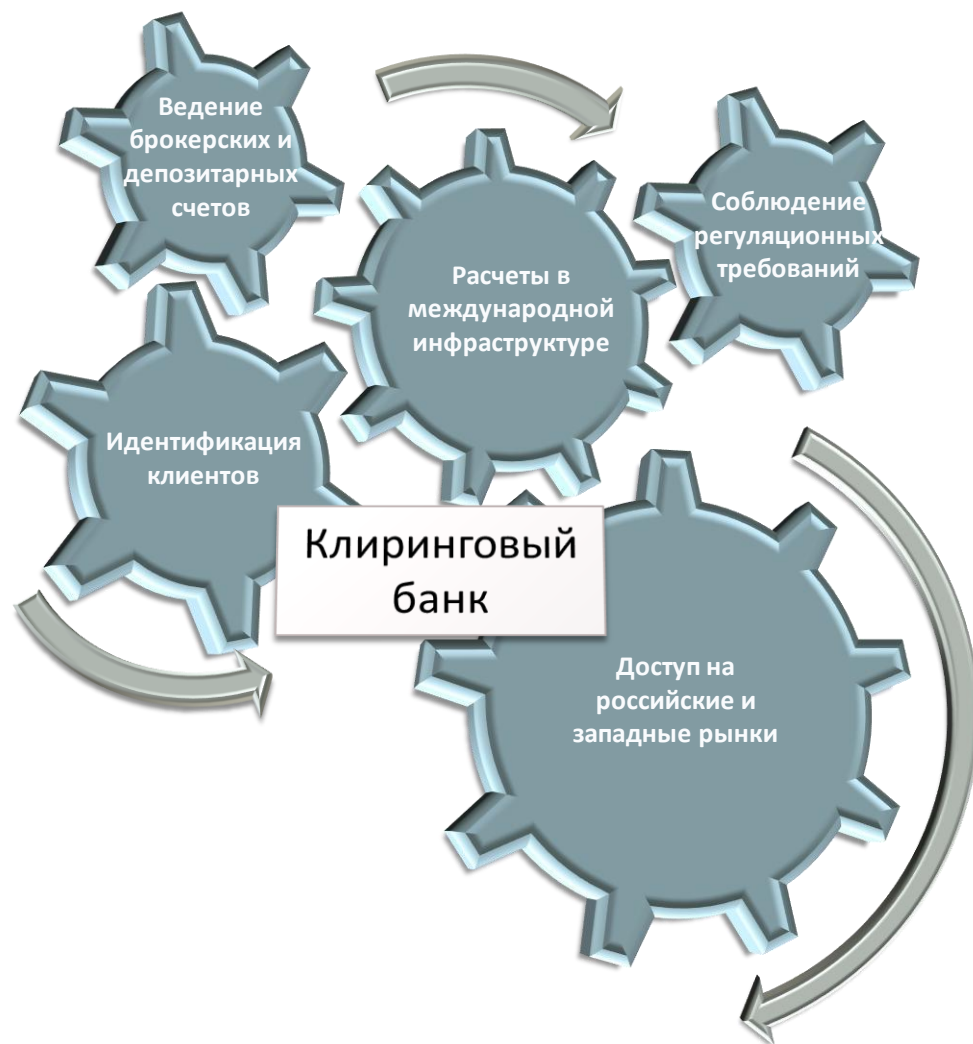 Ведение
брокерских и
депозитарных
счетов
Соблюдение
регуляционных
требований
Расчеты в
международной
инфраструктуре
Идентификация
клиентов
Клиринговый
банк
Доступ на
российские и
западные рынки